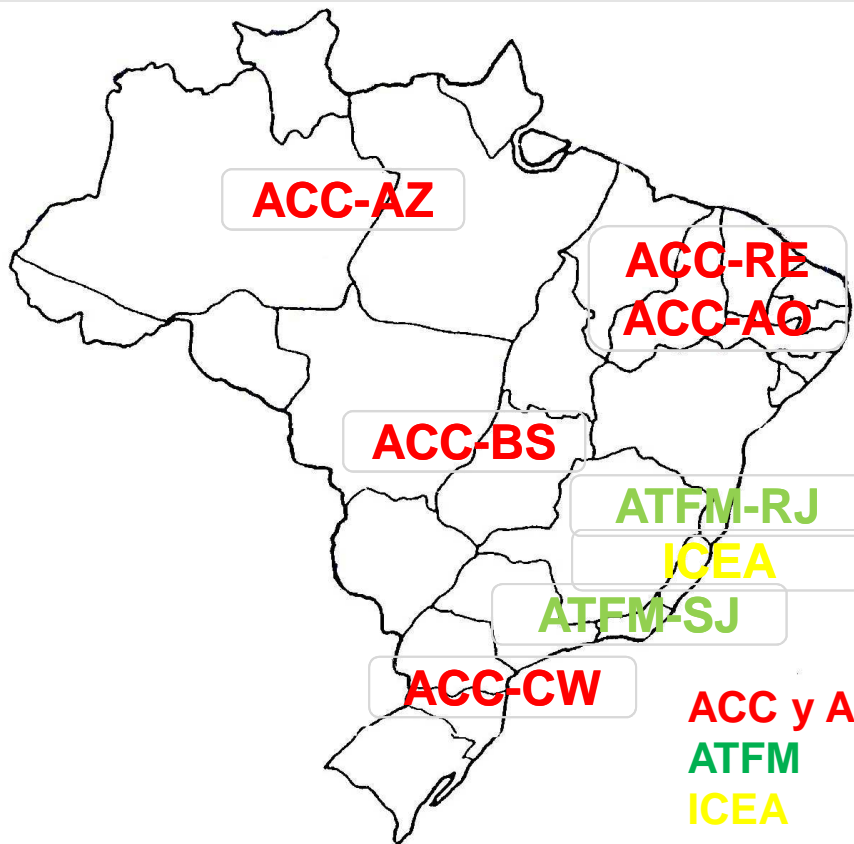 ACC-AZ
ACC-RE
ACC-AO
ACC-BS
ATFM-RJ
ICEA
ATFM-SJ
ACC-CW
ACC y A
ATFM
ICEA